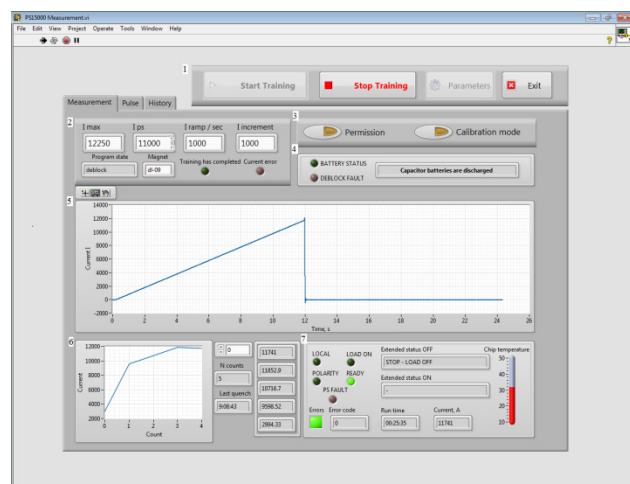 PS15000 Measurement.vi
File Edit View Project Operate Tools Window Help
1
Start Training
Stop Training
Parameters
Exit
Measurement Pulse History
2
I max I ps I ramp / sec I increment
12250 11000 1000 1000
Program state Magnet Training has completed Current error
deblock dl-09
3
Permission Calibration mode
4
BATTERY STATUS
DEBLOCK FAULT
Capacitor batteries are discharged
5
14000
12000
10000
8000
6000
4000
2000
0
-2000
Current I
0 2 4 6 8 10 12 14 16 18 20 22 24 26
Time, s
6
12000
10000
8000
6000
4000
2000
Current
0 1 2 3 4
Count
0
N counts
5
Last quench
9:08:43
11741
11852.9
10716.7
9598.52
2894.33
7
LOCAL LOAD ON
POLARITY READY
PS FAULT
Errors Error code
0
Extended status OFF
STOP - LOAD OFF
Extended status ON
-
Run time Current, A
00:25:35 11741
Chip temperature
50
40
30
20
10